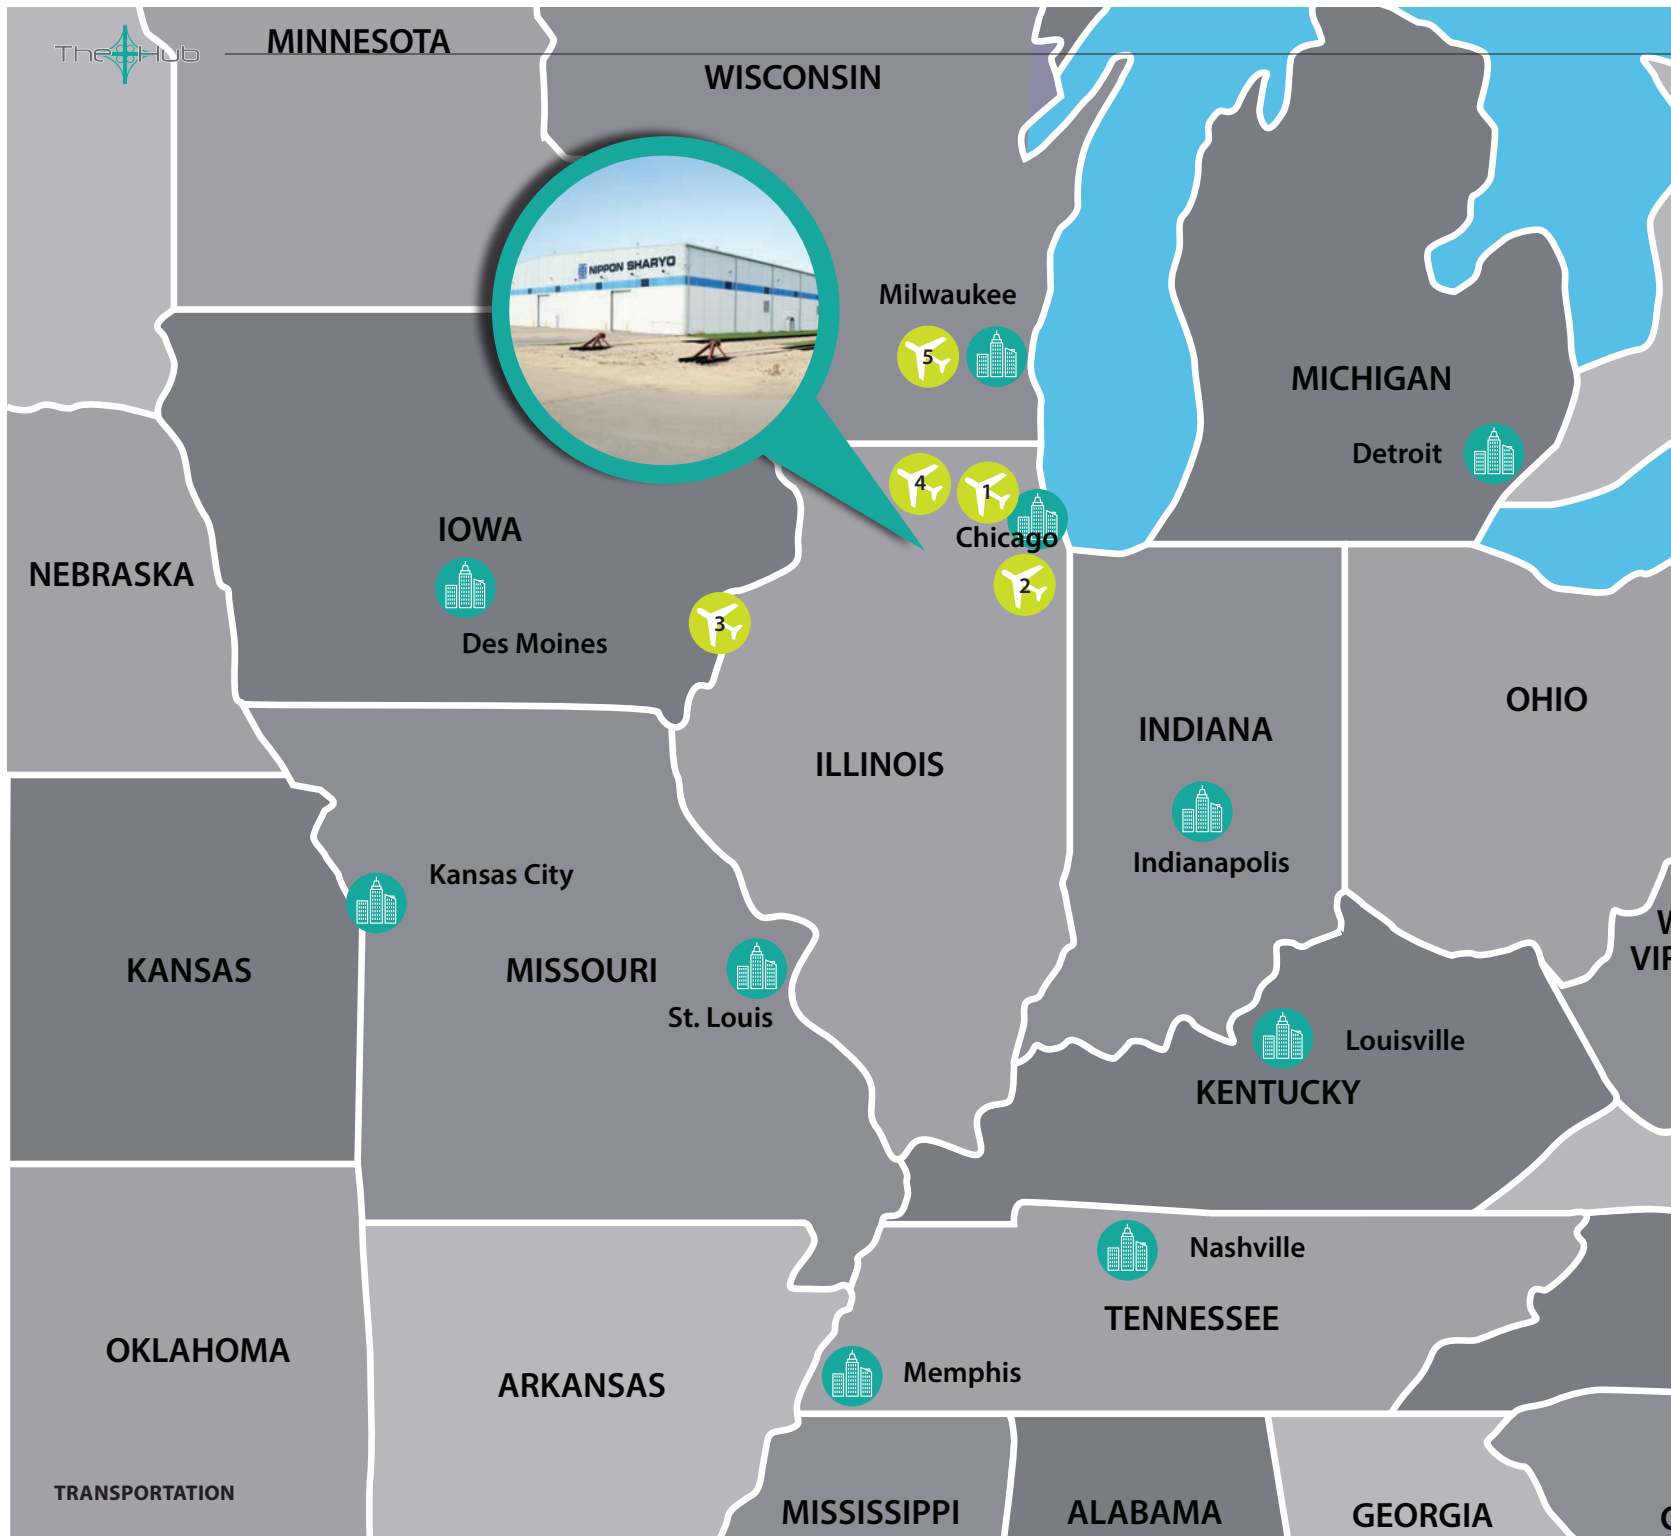 The Hub
MINNESOTA
WISCONSIN
NIPPON SHARYO
Milwaukee
5
MICHIGAN
Detroit
4
1
IOWA
Chicago
NEBRASKA
2
3
Des Moines
OHIO
INDIANA
ILLINOIS
Indianapolis
Kansas City
W
VIR
KANSAS
MISSOURI
St. Louis
Louisville
KENTUCKY
Nashville
TENNESSEE
OKLAHOMA
Memphis
ARKANSAS
TRANSPORTATION
MISSISSIPPI
ALABAMA
GEORGIA